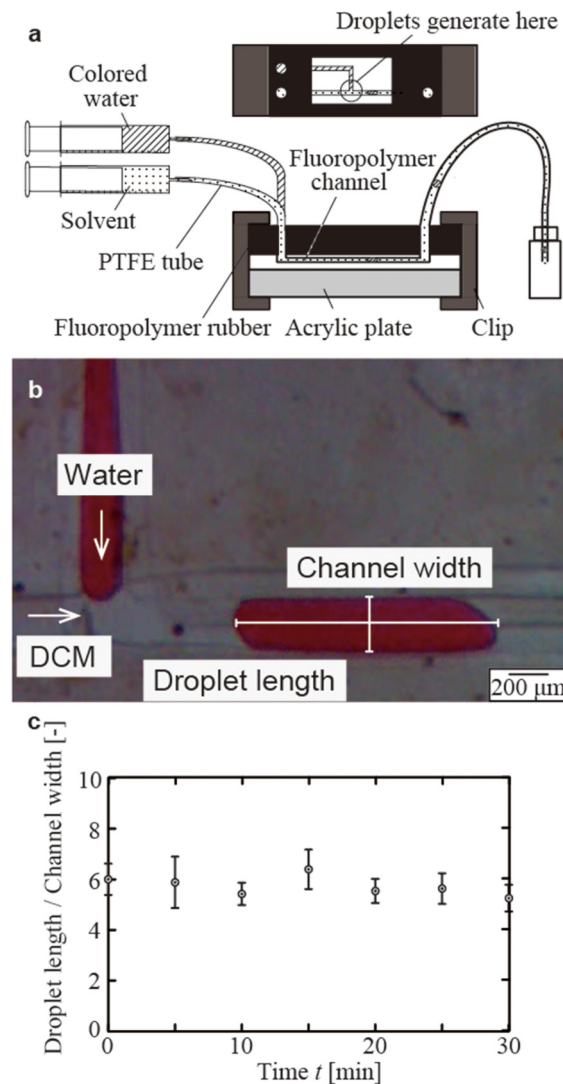 a
Droplets generate here
Colored
water
Fluoropolymer
channel
Solvent
PTFE tube
Fluoropolymer rubber
Acrylic plate
Clip
b
Water
Channel width
DCM
Droplet length
200 μm
c
Droplet length / Channel width [-]
10
8
6
4
2
0
0
10
20
30
Time t [min]